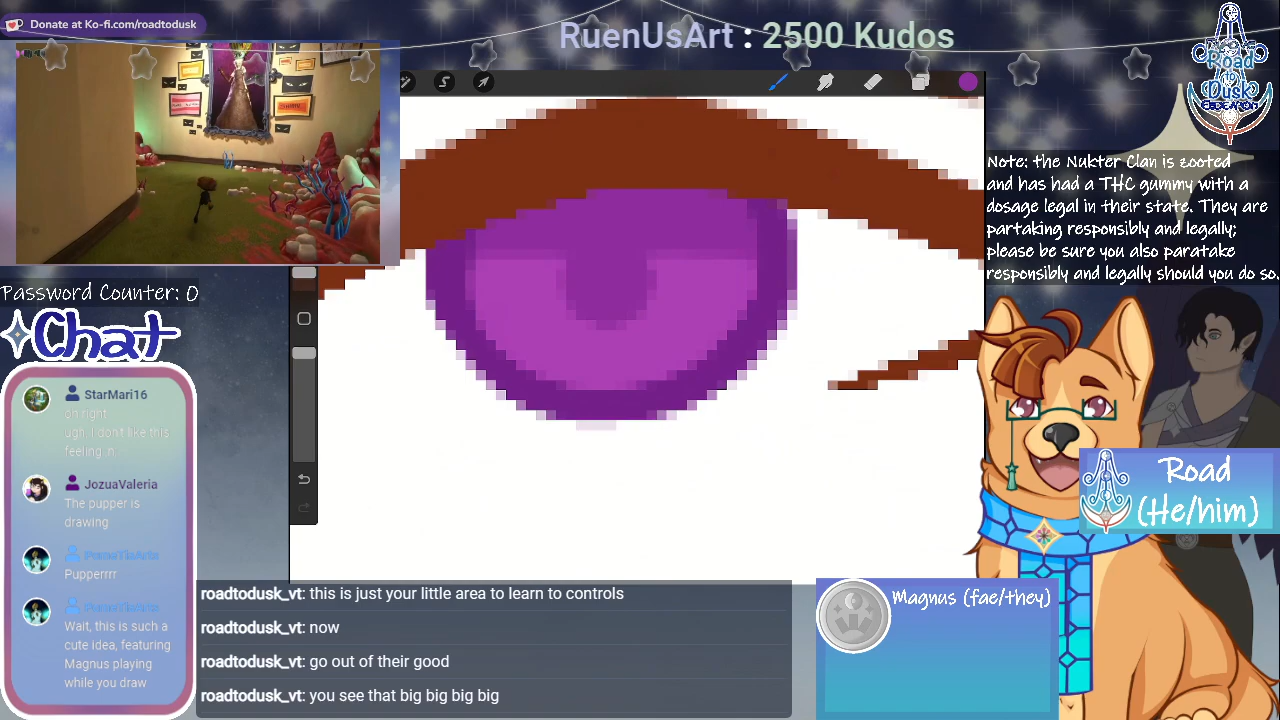 Donate at Ko-fi.com/roadtodusk
RuenUsArt : 2500 Kudos
Road
to
Dusk
EDUCATION
Note: the Nukter Clan is zooted
and has had a THC gummy with a
dosage legal in their state. They are
partaking responsibly and legally;
please be sure you also paratake
responsibly and legally should you do so.
Password Counter: 0
Chat
StarMari16
oh right
ugh, I don't like this
feeling :n
JozuaValeria
The pupper is
drawing
Pupperrrr
Wait, this is such a
cute idea, featuring
Magnus playing
while you draw
roadtodusk_vt: this is just your little area to learn to controls
roadtodusk_vt: now
roadtodusk_vt: go out of their good
roadtodusk_vt: you see that big big big big
Road
(He/him)
Magnus (fae/they)